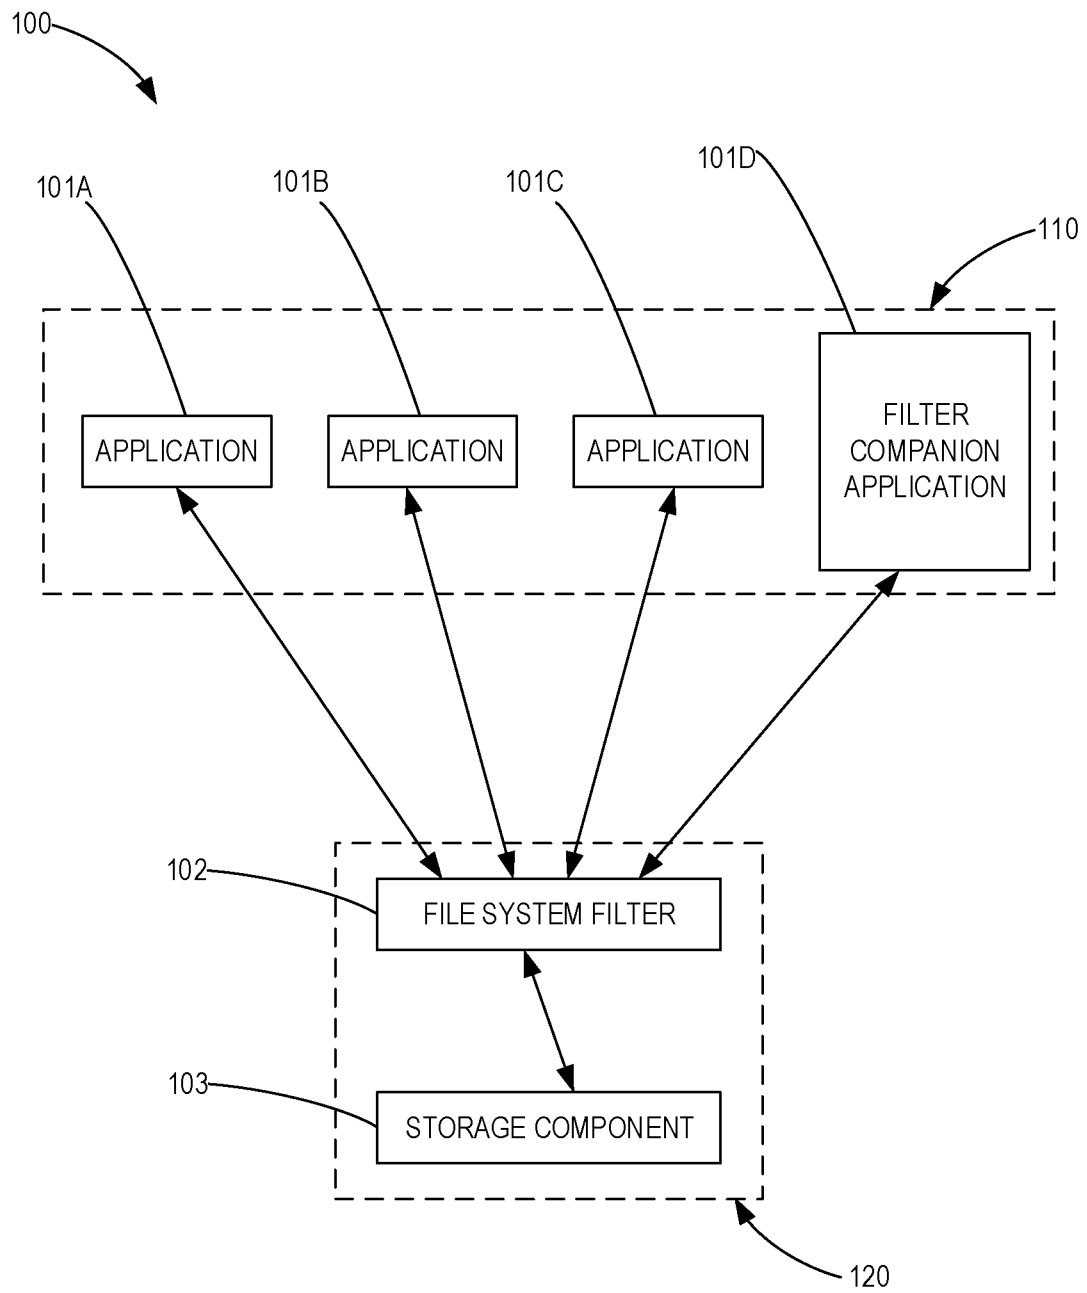 100
101A
101B
101C
101D
110
APPLICATION
APPLICATION
APPLICATION
FILTER
COMPANION
APPLICATION
102
FILE SYSTEM FILTER
103
STORAGE COMPONENT
120